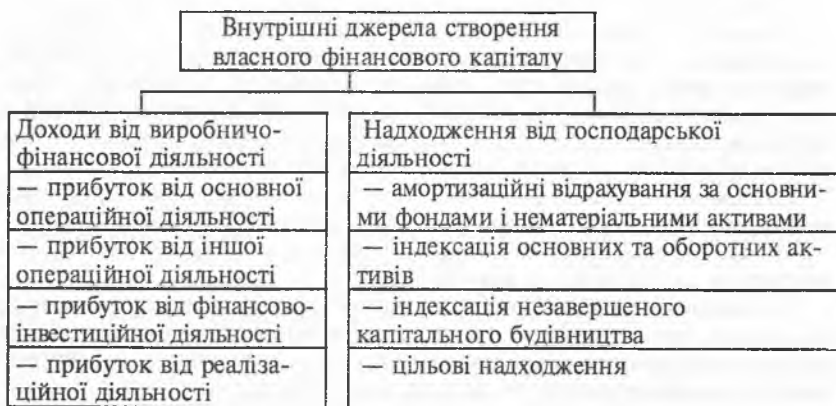 Внутрішні джерела створення
власного фінансового капіталу
Доходи від виробничо-
фінансової діяльності
— прибуток від основної
операційної діяльності
— прибуток від іншої
операційної діяльності
— прибуток від фінансово-
інвестиційної діяльності
— прибуток від реаліза-
ційної діяльності
Надходження від господарської
діяльності
— амортизаційні відрахування за основни-
ми фондами і нематеріальними активами
— індексація основних та оборотних ак-
тивів
— індексація незавершеного
капітального будівництва
— цільові надходження